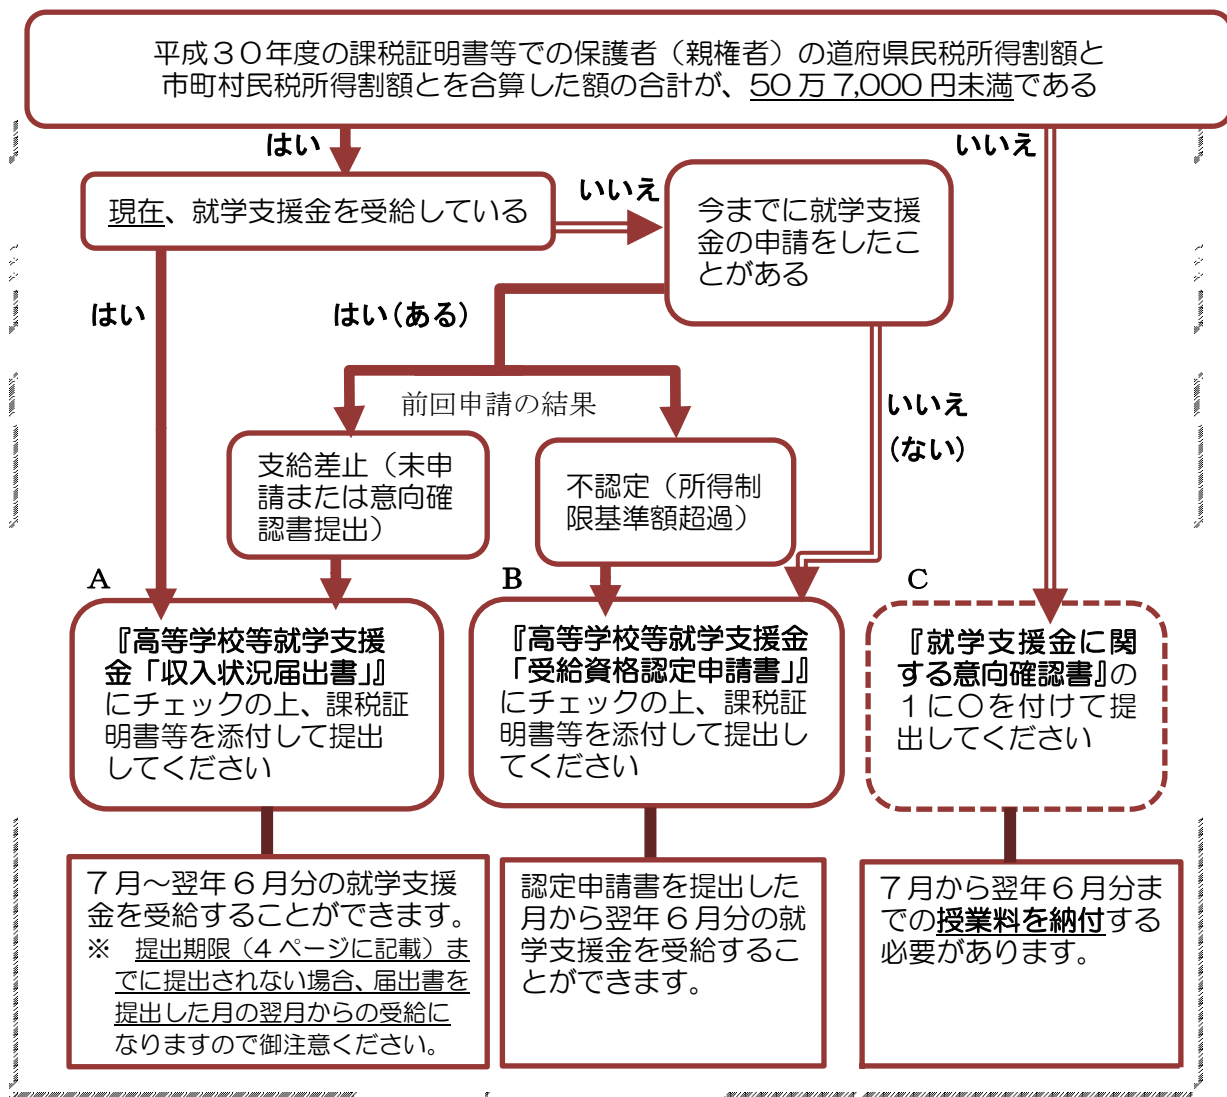 平成３０年度の課税証明書等での保護者（親権者）の道府県民税所得割額と
市町村民税所得割額とを合算した額の合計が、50万7,000円未満である
はい
いいえ
現在、就学支援金を受給している
いいえ
今までに就学支援
金の申請をしたこ
とがある
はい
はい（ある）
前回申請の結果
いいえ
（ない）
支給差止（未申
請または意向確
認書提出）
不認定（所得制
限基準額超過）
A
『高等学校等就学支援
金「収入状況届出書」』
にチェックの上、課税証
明書等を添付して提出
してください
B
『高等学校等就学支援金
「受給資格認定申請書」』
にチェックの上、課税証
明書等を添付して提出し
てください
C
『就学支援金に関
する意向確認書』の
１に〇を付けて提
出してください
７月～翌年６月分の就学支援
金を受給することができます。
※　提出期限（４ページに記載）ま
でに提出されない場合、届出書を
提出した月の翌月からの受給に
なりますので御注意ください。
認定申請書を提出した
月から翌年６月分の就
学支援金を受給するこ
とができます。
７月から翌年６月分ま
での授業料を納付する
必要があります。